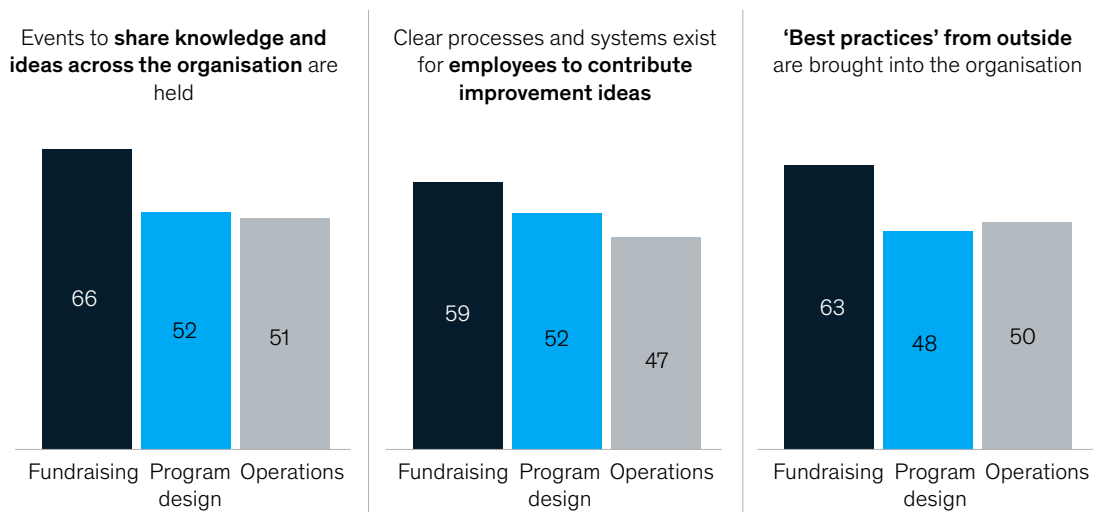 Events to share knowledge and
ideas across the organisation are
held
66
52
51
Fundraising Program Operations
design
Clear processes and systems exist
for employees to contribute
improvement ideas
59
52
47
Fundraising Program Operations
design
‘Best practices’ from outside
are brought into the organisation
63
48
50
Fundraising Program Operations
design